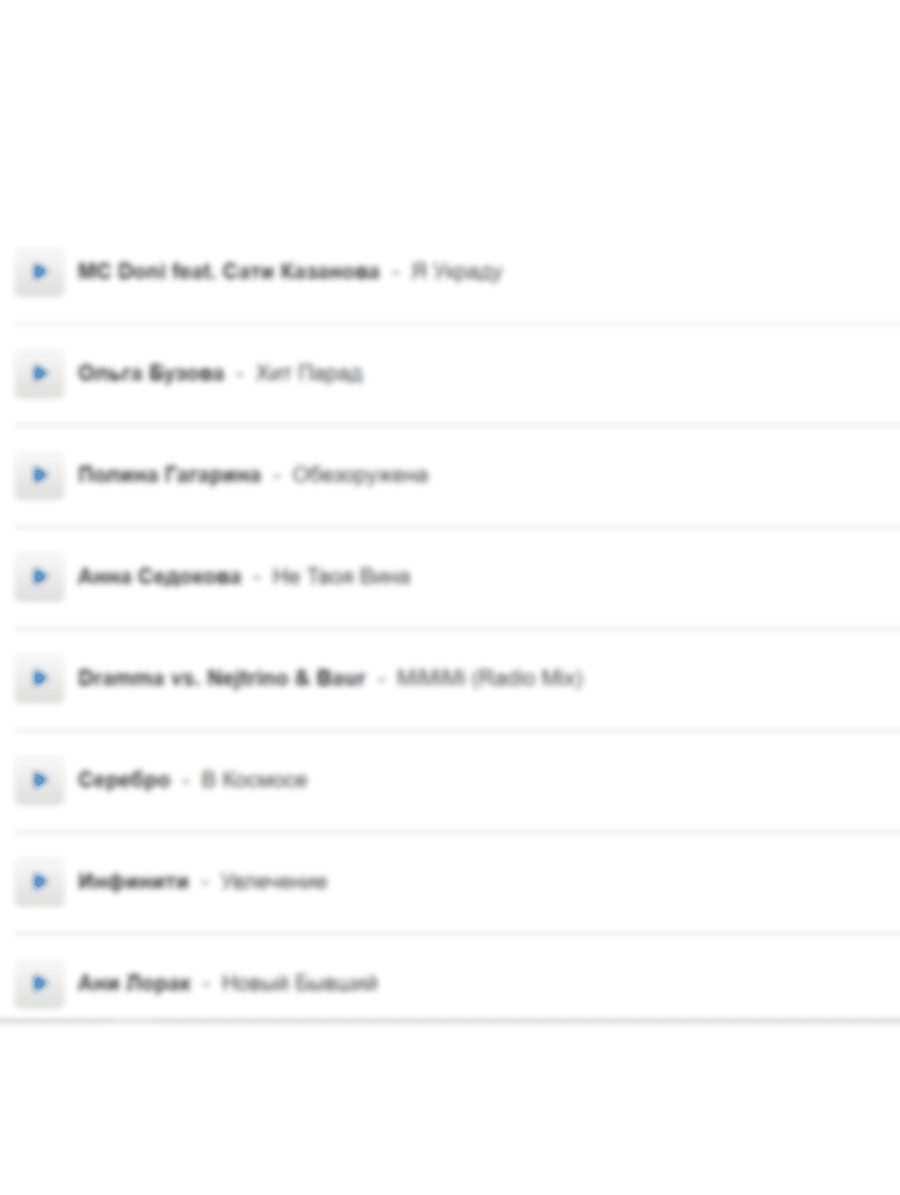 MC Doni feat. Сати Казанова - Я Украду
Ольга Бузова - Хит Парад
Полина Гагарина - Обезоружена
Анна Седокова - Не Твоя Вина
Dramma vs. Nejtrino & Baur - MiMiMi (Radio Mix)
Серебро - В Космосе
Инфинити - Увлечение
Ани Лорак - Новый Бывший